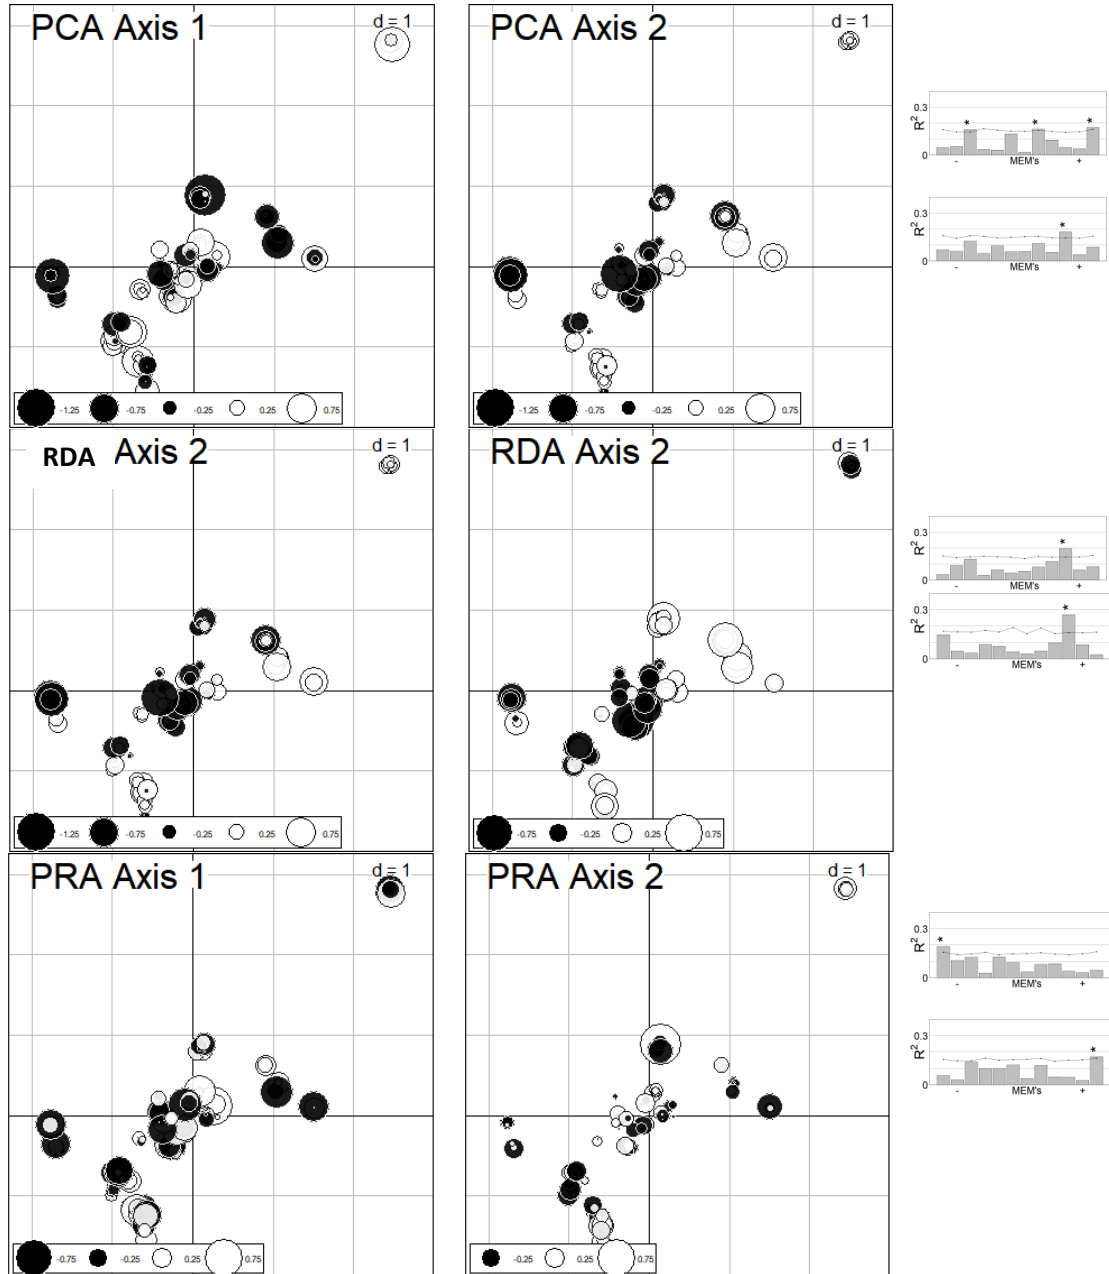 PCA Axis 1
d = 1
-1.25 -0.75 -0.25 0.25 0.75
PCA Axis 2
d = 1
-1.25 -0.75 -0.25 0.25 0.75
0.3
R²
0
* * *
- MEM's +
0.3
R²
0
*
- MEM's +
RDA Axis 2
d = 1
-1.25 -0.75 -0.25 0.25 0.75
RDA Axis 2
d = 1
-0.75 -0.25 0.25 0.75
0.3
R²
0
*
- MEM's +
0.3
R²
0
*
- MEM's +
PRA Axis 1
d = 1
-0.75 -0.25 0.25 0.75
PRA Axis 2
d = 1
-0.25 0.25 0.75
0.3
R²
0
*
- MEM's +
0.3
R²
0
*
- MEM's +